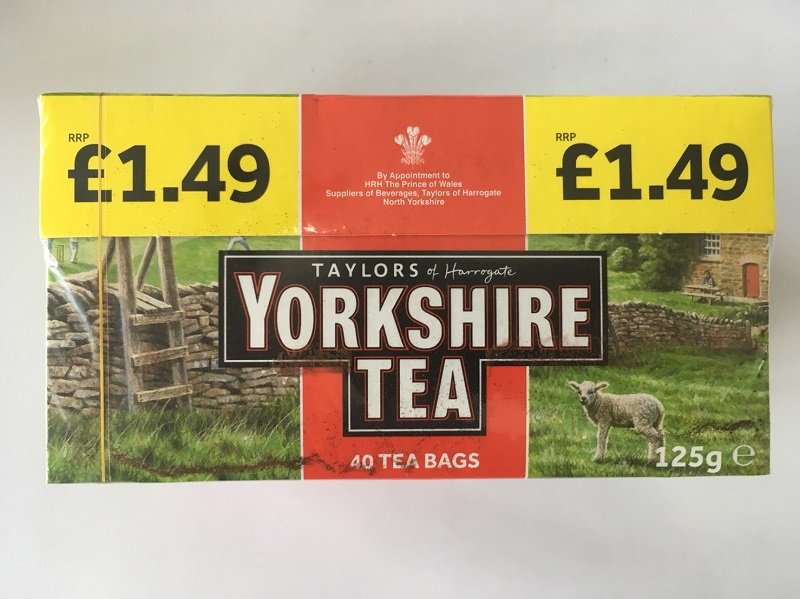 RRP
£1.49
By Appointment to
HRH The Prince of Wales
Suppliers of Beverages, Taylors of Harrogate
North Yorkshire
RRP
£1.49
TAYLORS of Harrogate
YORKSHIRE
TEA
40 TEA BAGS
125g ℮